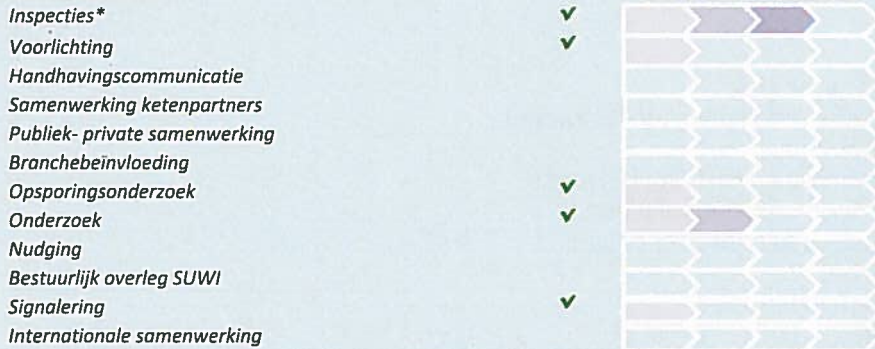 Inspecties* ✓
Voorlichting ✓
Handhavingscommunicatie
Samenwerking ketenpartners
Publiek- private samenwerking
Branchebeïnvloeding
Opsporingsonderzoek ✓
Onderzoek ✓
Nudging
Bestuurlijk overleg SUWI
Signalering ✓
Internationale samenwerking